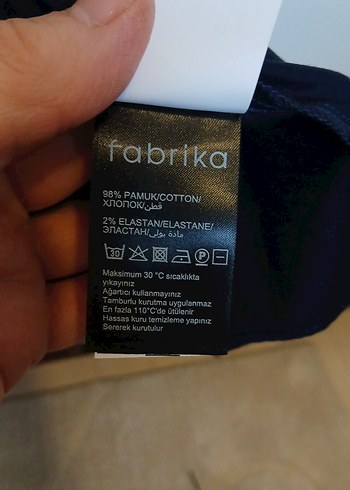 fabrika
98% PAMUK/COTTON/
ХЛОПОК/قطن
2% ELASTAN/ELASTANE/
ЭЛАСТАН/مادة بولي
30 P
Maksimum 30 °C sıcaklıkta
yıkayınız
Ağartıcı kullanmayınız
Tamburlu kurutma uygulanmaz
En fazla 110°C'de ütülenir
Hassas kuru temizleme yapınız
Sererek kurutulur